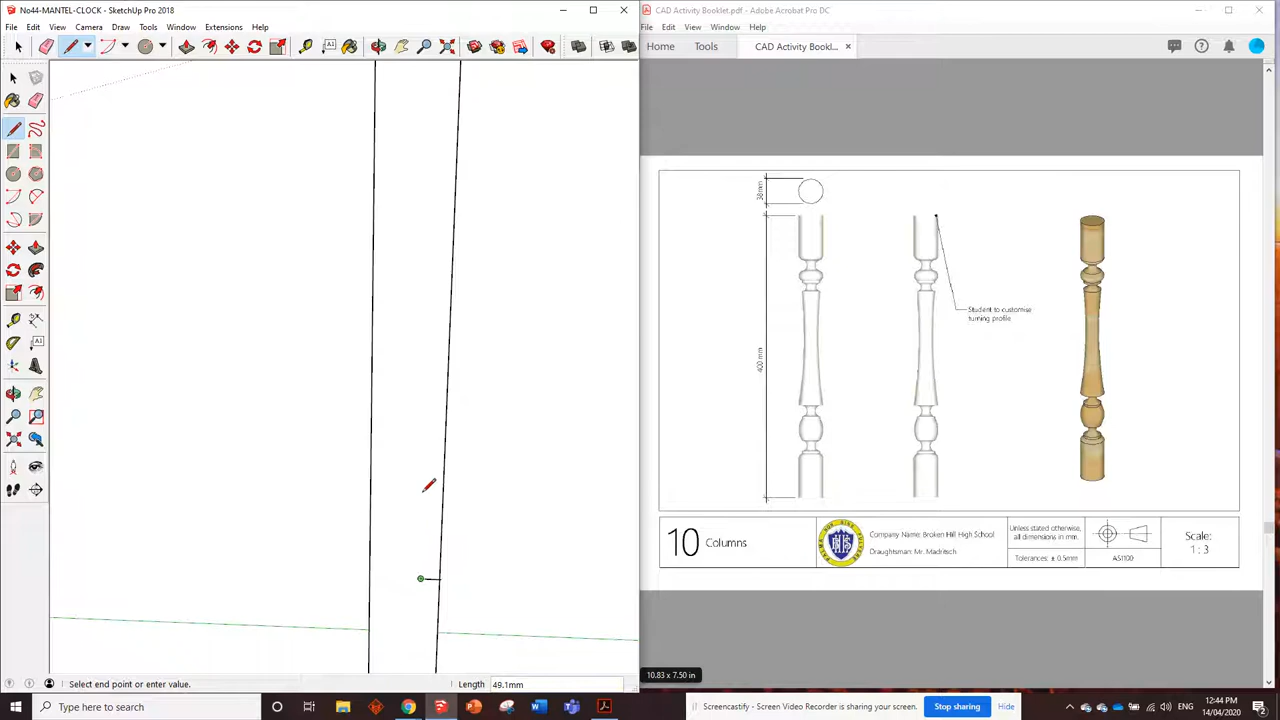 No44-MANTEL-CLOCK - SketchUp Pro 2018
File Edit View Camera Draw Tools Window Extensions Help
Select end point or enter value.
Length 49.1mm
CAD Activity Booklet.pdf - Adobe Acrobat Pro DC
File Edit View Window Help
Home Tools CAD Activity Bookl... ×
38mm
400 mm
Student to customise
turning profile
10 Columns
Company Name: Broken Hill High School
Draughtsman: Mr. Madritsch
Unless stated otherwise,
all dimensions in mm.
Tolerances: ± 0.5mm
AS1100
Scale:
1 : 3
10.83 x 7.50 in
Type here to search
Screencastify - Screen Video Recorder is sharing your screen.
Stop sharing
Hide
ENG
12:44 PM
14/04/2020